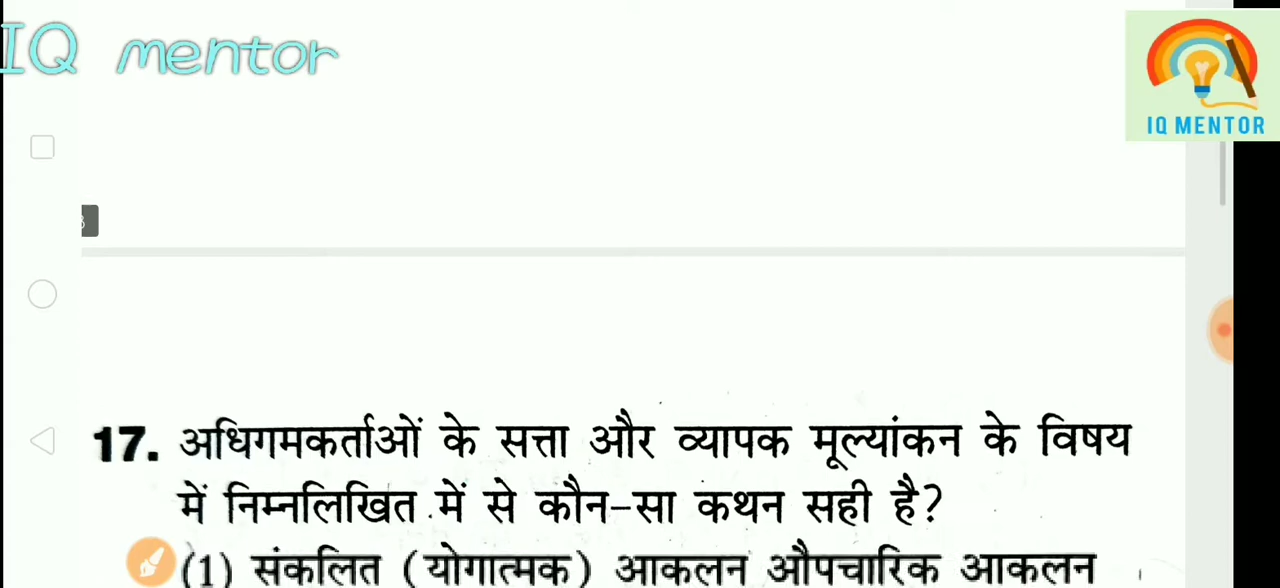 IQ mentor
IQ MENTOR
17. अधिगमकर्ताओं के सत्ता और व्यापक मूल्यांकन के विषय
में निम्नलिखित में से कौन-सा कथन सही है?
(1) संकलित (योगात्मक) आकलन औपचारिक आकलन